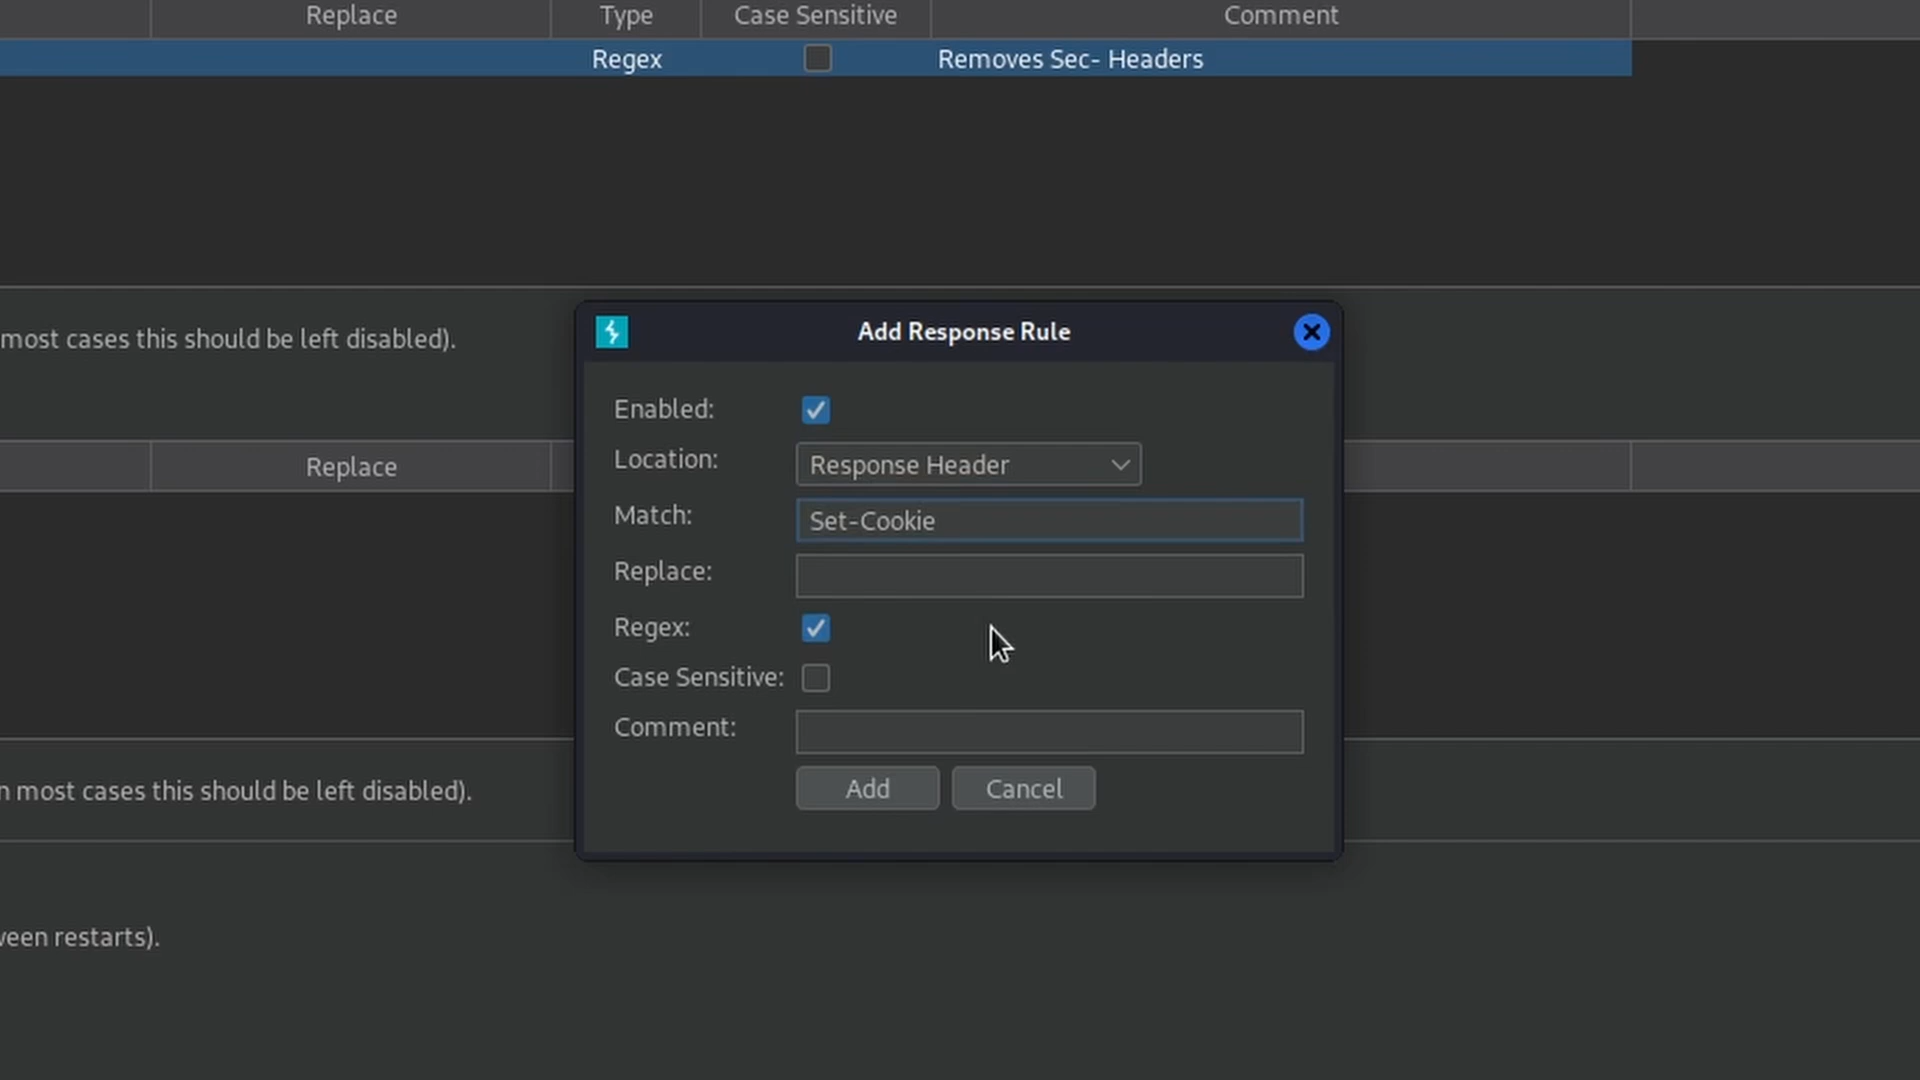 Replace Type Case Sensitive Comment
Regex Removes Sec- Headers
most cases this should be left disabled).
Replace
Add Response Rule
Enabled:
Location: Response Header
Match: Set-Cookie
Replace:
Regex:
Case Sensitive:
Comment:
Add Cancel
n most cases this should be left disabled).
ween restarts).